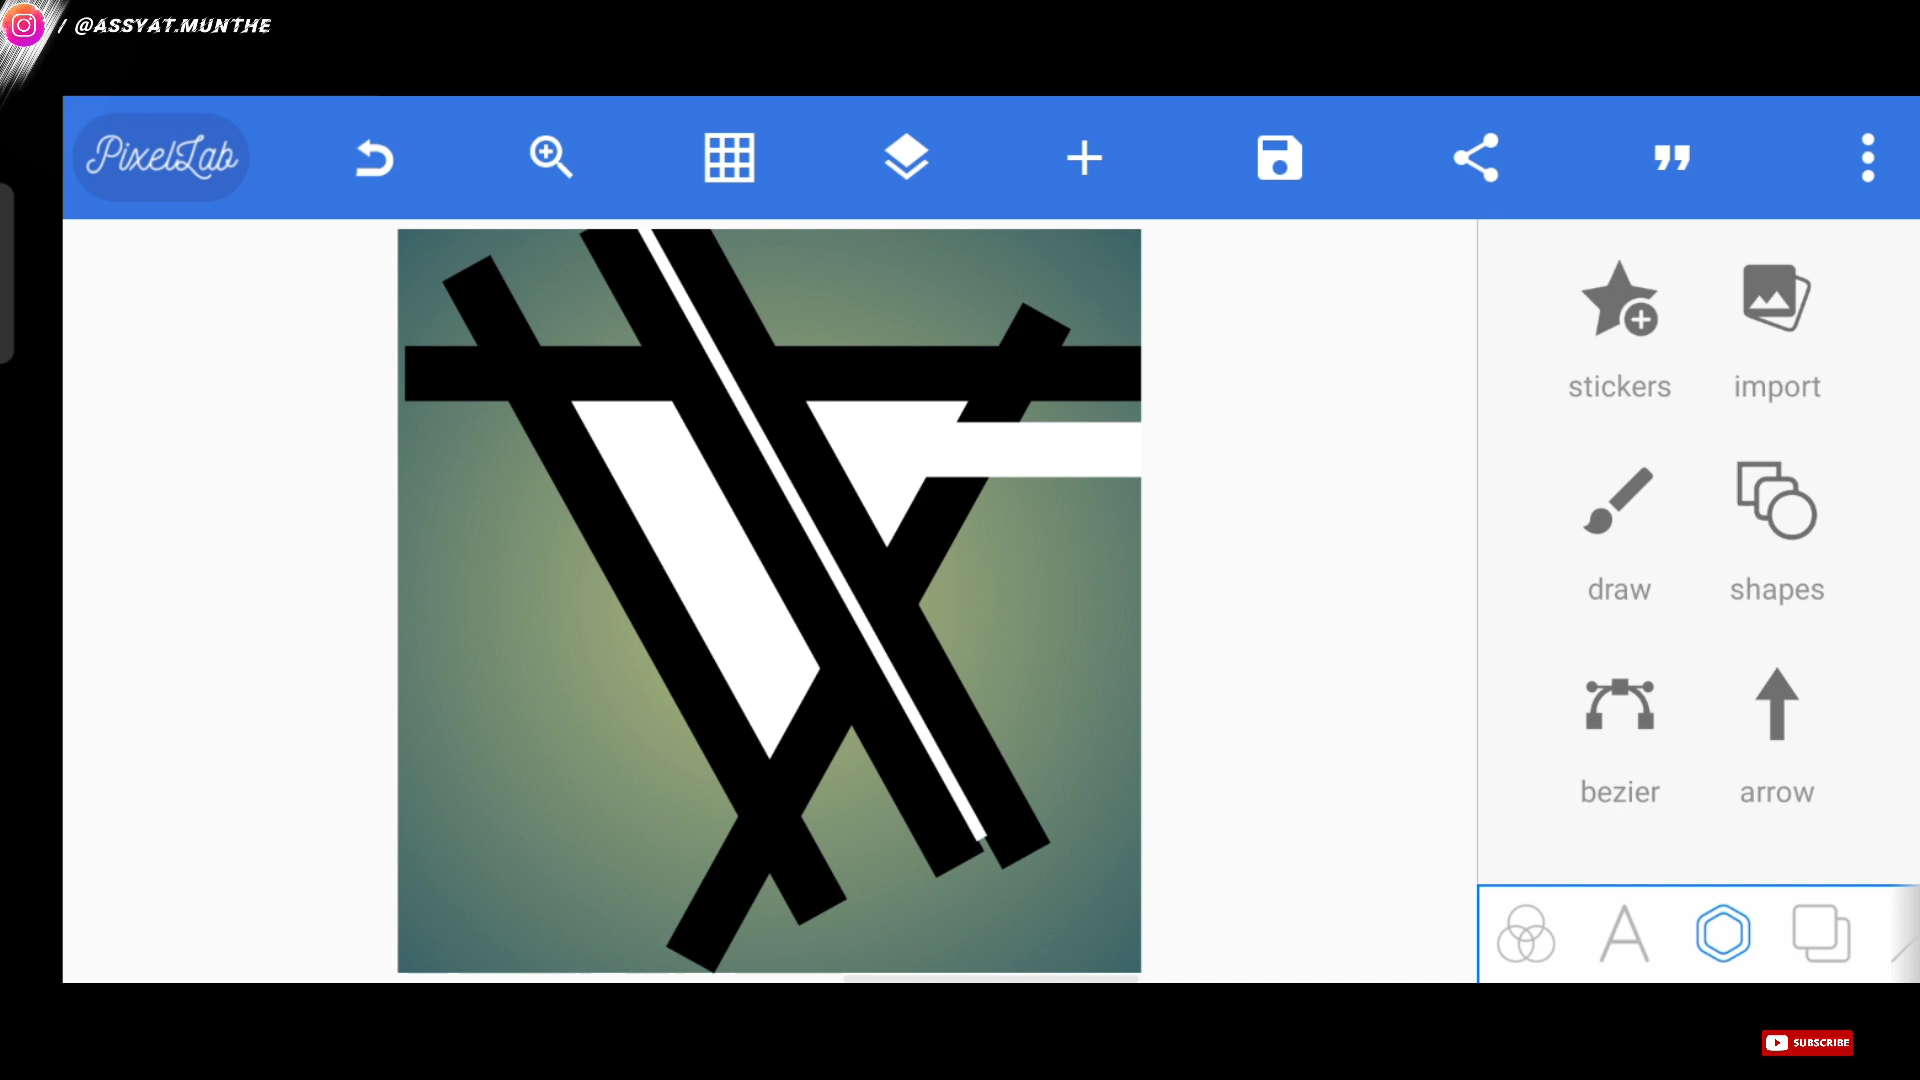 / @ASSYAT.MUNTHE
PixelLab
stickers
import
draw
shapes
bezier
arrow
SUBSCRIBE